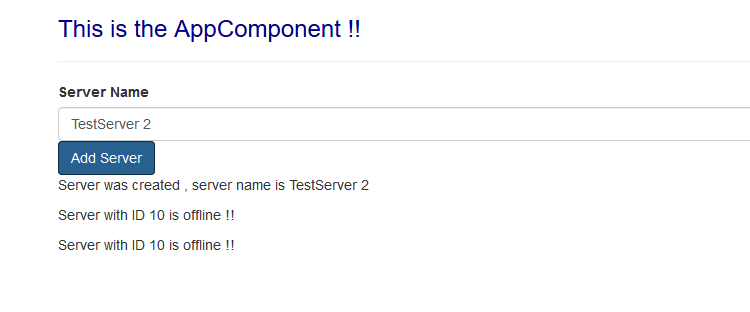 This is the AppComponent !!
Server Name
TestServer 2
Add Server
Server was created , server name is TestServer 2
Server with ID 10 is offline !!
Server with ID 10 is offline !!